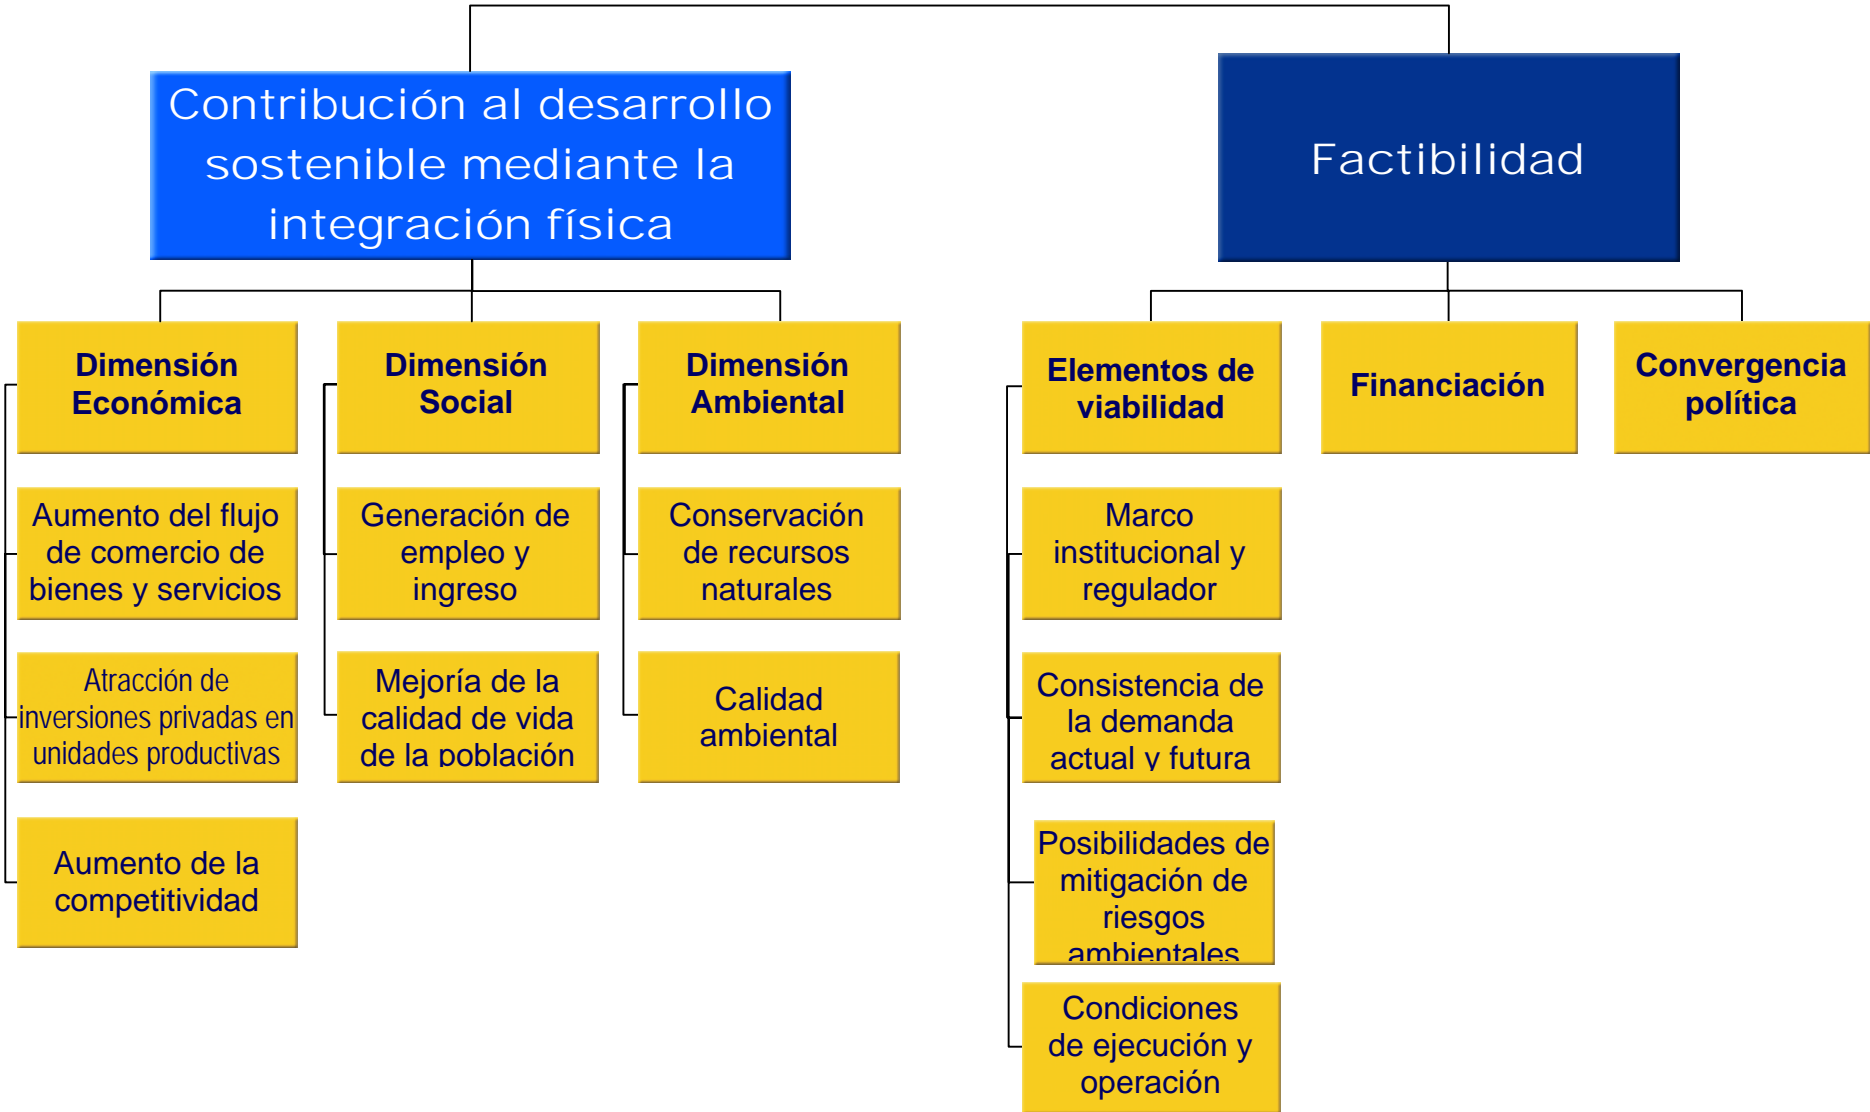 Contribución al desarrollo
sostenible mediante la
integración física
Factibilidad
Dimensión
Económica
Dimensión
Social
Dimensión
Ambiental
Elementos de
viabilidad
Financiación
Convergencia
política
Aumento del flujo
de comercio de
bienes y servicios
Generación de
empleo y
ingreso
Conservación
de recursos
naturales
Marco
institucional y
regulador
Atracción de
inversiones privadas en
unidades productivas
Mejoría de la
calidad de vida
de la población
Calidad
ambiental
Consistencia de
la demanda
actual y futura
Aumento de la
competitividad
Posibilidades de
mitigación de
riesgos
ambientales
Condiciones
de ejecución y
operación